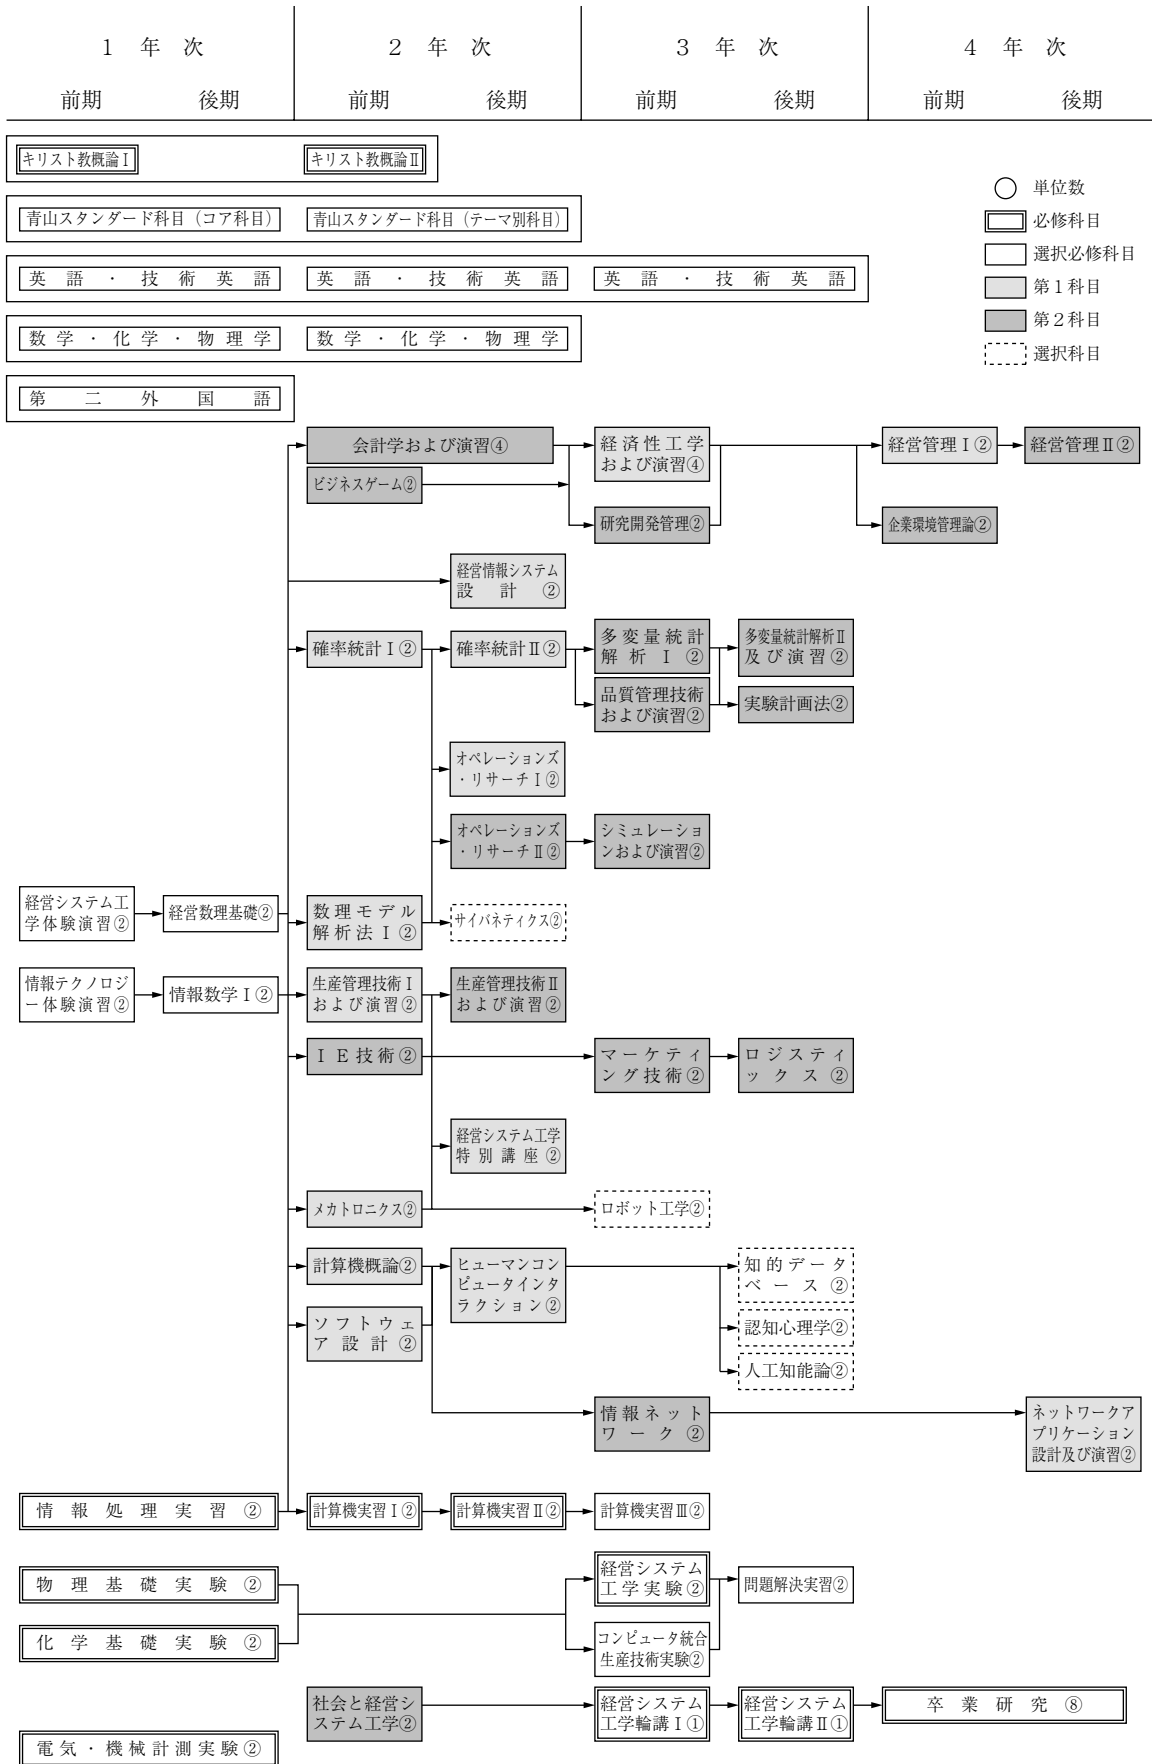 1 年 次
2 年 次
3 年 次
4 年 次
前期 後期 前期 後期 前期 後期 前期 後期
キリスト教概論Ⅰ
キリスト教概論Ⅱ
○ 単位数
必修科目
選択必修科目
第1科目
第2科目
選択科目
青山スタンダード科目(コア科目)
青山スタンダード科目(テーマ別科目)
英語・技術英語
英語・技術英語
英語・技術英語
数学・化学・物理学
数学・化学・物理学
第二外国語
会計学および演習④
経済性工学
および演習④
経営管理Ⅰ②
経営管理Ⅱ②
ビジネスゲーム②
研究開発管理②
企業環境管理論②
経営情報システム
設計②
確率統計Ⅰ②
確率統計Ⅱ②
多変量統計
解析Ⅰ②
多変量統計解析Ⅱ
及び演習②
品質管理技術
および演習②
実験計画法②
オペレーションズ
・リサーチⅠ②
オペレーションズ
・リサーチⅡ②
シミュレーショ
ンおよび演習②
経営システム工
学体験演習②
経営数理基礎②
数理モデル
解析法Ⅰ②
サイバネティクス②
情報テクノロジ
ー体験演習②
情報数学Ⅰ②
生産管理技術Ⅰ
および演習②
生産管理技術Ⅱ
および演習②
ＩＥ技術②
マーケティ
ング技術②
ロジスティ
ックス②
経営システム工学
特別講座②
メカトロニクス②
ロボット工学②
計算機概論②
ヒューマンコン
ピュータインタ
ラクション②
知的データ
ベース②
ソフトウェ
ア設計②
認知心理学②
人工知能論②
情報ネット
ワーク②
ネットワークア
プリケーション
設計及び演習②
情報処理実習②
計算機実習Ⅰ②
計算機実習Ⅱ②
計算機実習Ⅲ②
物理基礎実験②
経営システム
工学実験②
問題解決実習②
化学基礎実験②
コンピュータ統合
生産技術実験②
社会と経営シ
ステム工学②
経営システム
工学輪講Ⅰ①
経営システム
工学輪講Ⅱ①
卒業研究⑧
電気・機械計測実験②